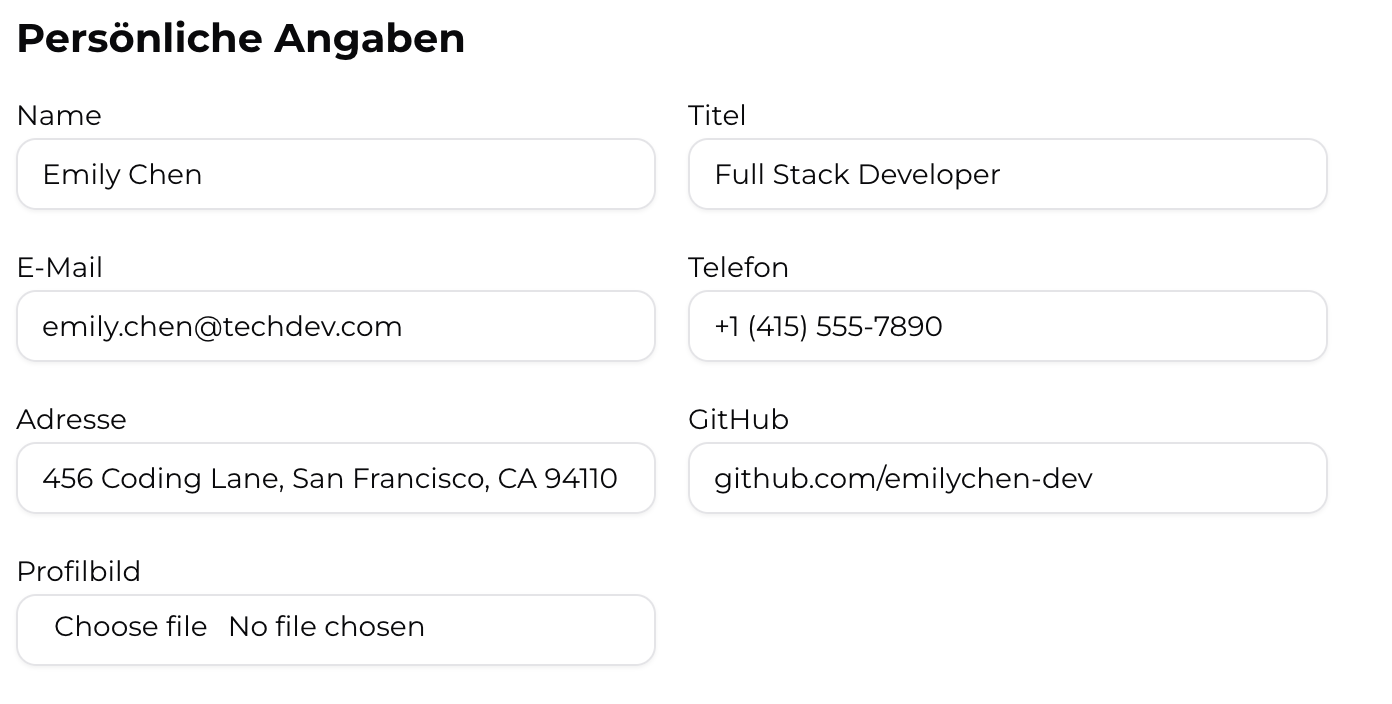 Persönliche Angaben
Name
Emily Chen
Titel
Full Stack Developer
E-Mail
emily.chen@techdev.com
Telefon
+1 (415) 555-7890
Adresse
456 Coding Lane, San Francisco, CA 94110
GitHub
github.com/emilychen-dev
Profilbild
Choose file No file chosen